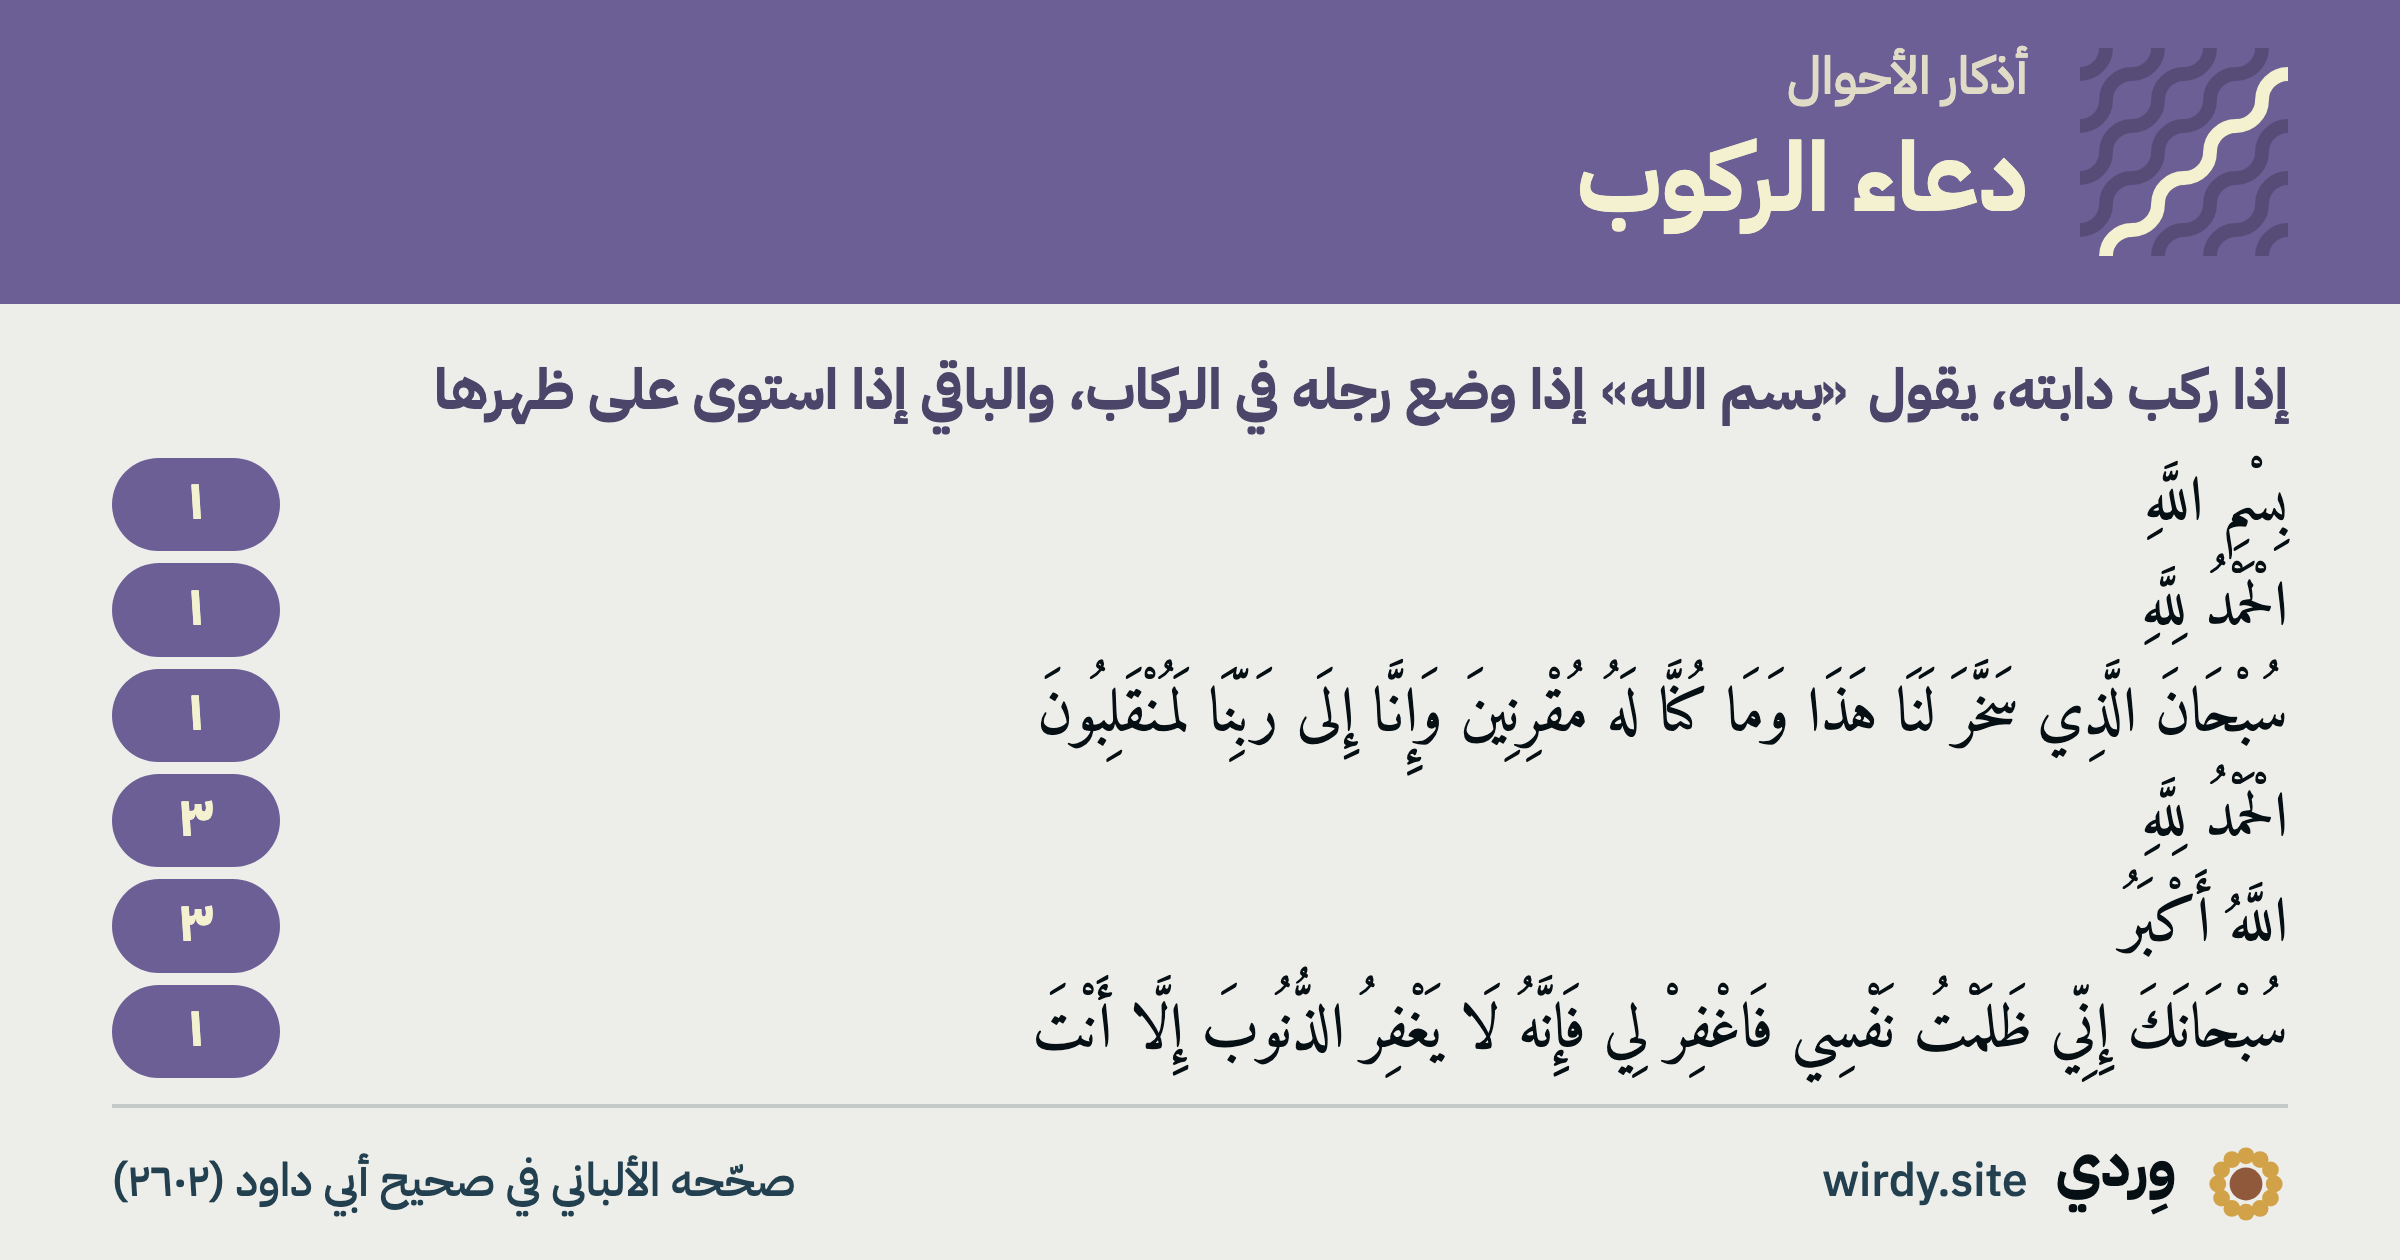 أذكار الأحوال
دعاء الركوب
إذا ركب دابته، يقول «بسم الله» إذا وضع رجله في الركاب، والباقي إذا استوى على ظهرها
بِسْمِ اللَّهِ
١
الْحَمْدُ لِلَّهِ
١
سُبْحَانَ الَّذِي سَخَّرَ لَنَا هَذَا وَمَا كُنَّا لَهُ مُقْرِنِينَ وَإِنَّا إِلَى رَبِّنَا لَمُنْقَلِبُونَ
١
الْحَمْدُ لِلَّهِ
٣
اللَّهُ أَكْبَرُ
٣
سُبْحَانَكَ إِنِّي ظَلَمْتُ نَفْسِي فَاغْفِرْ لِي فَإِنَّهُ لَا يَغْفِرُ الذُّنُوبَ إِلَّا أَنْتَ
١
وِردي wirdy.site
صحّحه الألباني في صحيح أبي داود (٢٦٠٢)